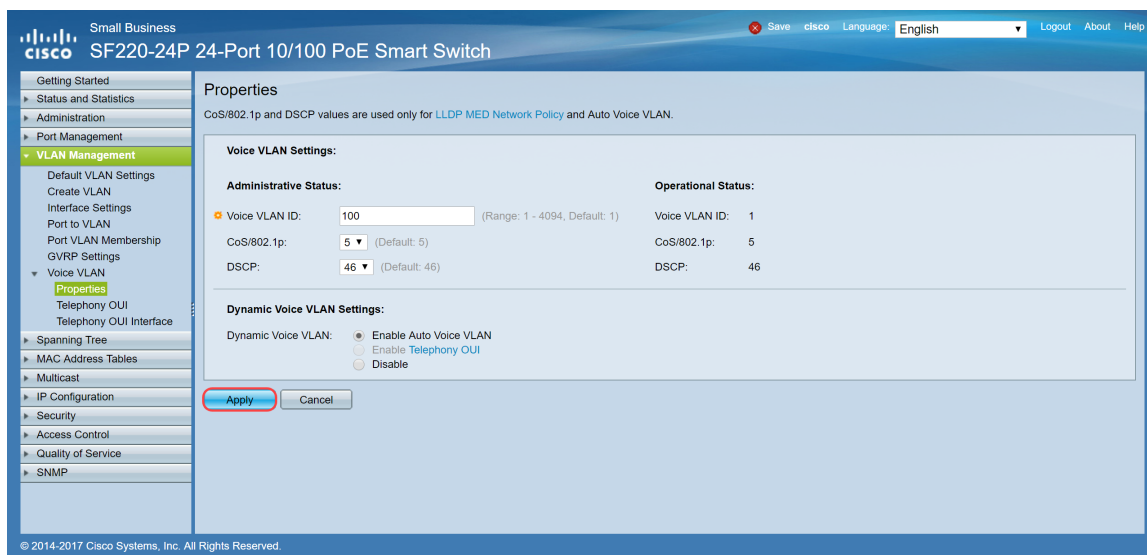 Small Business
Save cisco Language: English Logout About Help
cisco SF220-24P 24-Port 10/100 PoE Smart Switch
Getting Started
Status and Statistics
Administration
Port Management
VLAN Management
Default VLAN Settings
Create VLAN
Interface Settings
Port to VLAN
Port VLAN Membership
GVRP Settings
Voice VLAN
Properties
Telephony OUI
Telephony OUI Interface
Spanning Tree
MAC Address Tables
Multicast
IP Configuration
Security
Access Control
Quality of Service
SNMP
Properties
CoS/802.1p and DSCP values are used only for LLDP MED Network Policy and Auto Voice VLAN.
Voice VLAN Settings:
Administrative Status: Operational Status:
Voice VLAN ID: 100 (Range: 1 - 4094, Default: 1) Voice VLAN ID: 1
CoS/802.1p: 5 (Default: 5) CoS/802.1p: 5
DSCP: 46 (Default: 46) DSCP: 46
Dynamic Voice VLAN Settings:
Dynamic Voice VLAN: Enable Auto Voice VLAN
Enable Telephony OUI
Disable
Apply Cancel
© 2014-2017 Cisco Systems, Inc. All Rights Reserved.